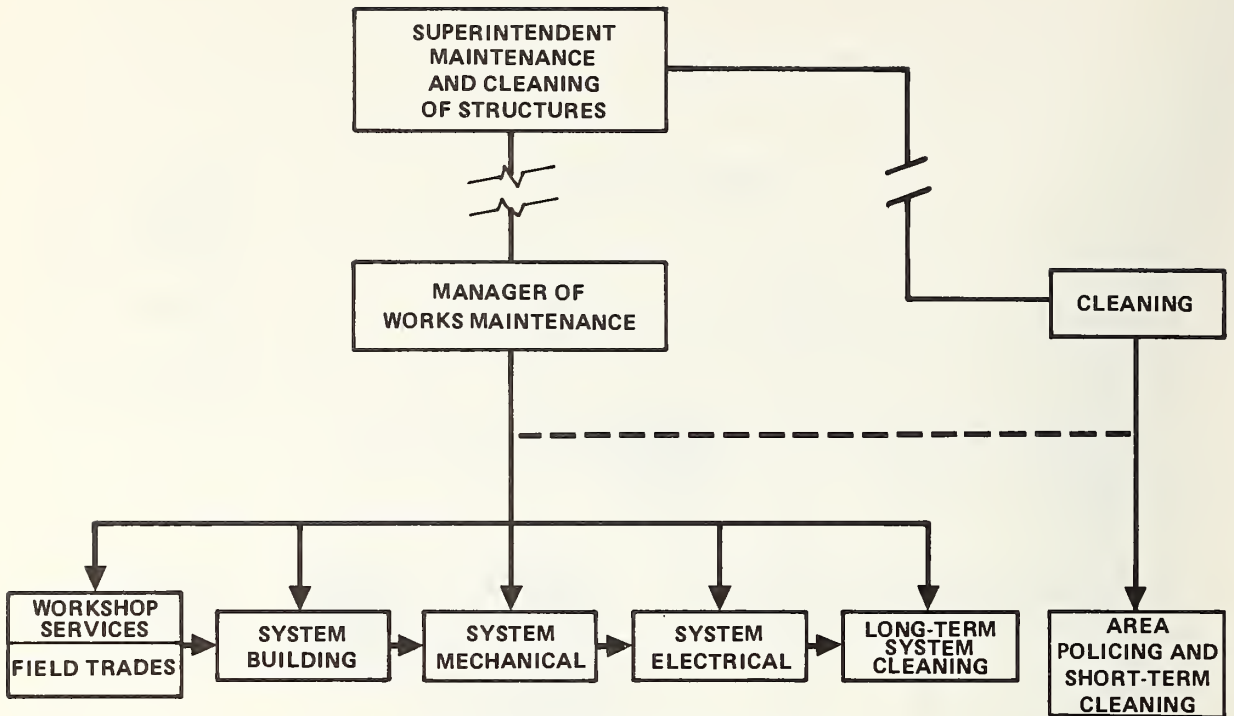 SUPERINTENDENT
MAINTENANCE
AND CLEANING
OF STRUCTURES
MANAGER OF
WORKS MAINTENANCE
CLEANING
WORKSHOP
SERVICES
FIELD TRADES
SYSTEM
BUILDING
SYSTEM
MECHANICAL
SYSTEM
ELECTRICAL
LONG-TERM
SYSTEM
CLEANING
AREA
POLICING AND
SHORT-TERM
CLEANING